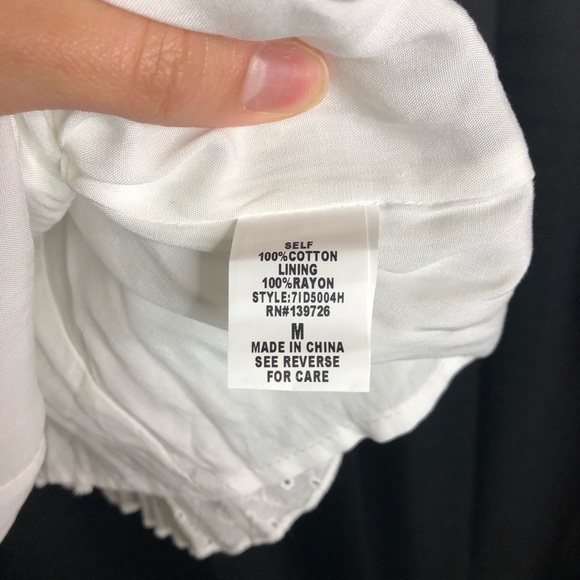 SELF
100%COTTON
LINING
100%RAYON
STYLE:7ID5004H
RN#139726
M
MADE IN CHINA
SEE REVERSE
FOR CARE